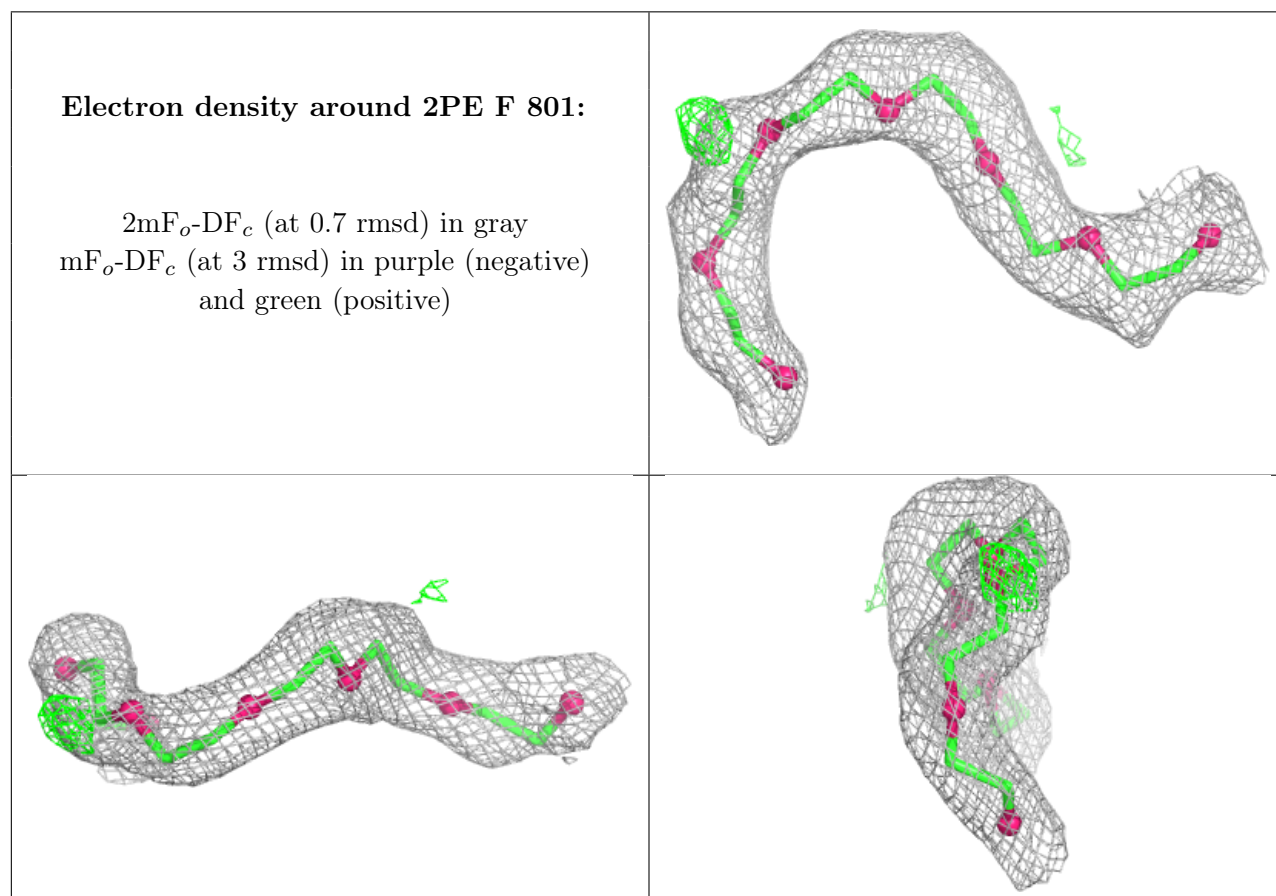 Electron density around 2PE F 801:
2mFo-DFc (at 0.7 rmsd) in gray
mFo-DFc (at 3 rmsd) in purple (negative)
and green (positive)